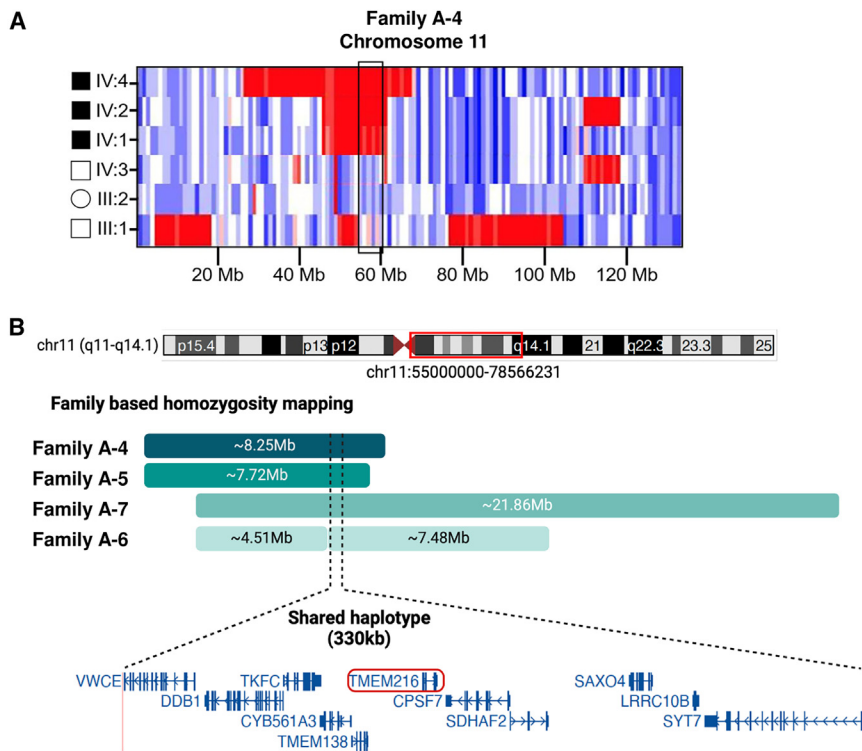 A
Family A-4
Chromosome 11
IV:4
IV:2
IV:1
IV:3
III:2
III:1
20 Mb 40 Mb 60 Mb 80 Mb 100 Mb 120 Mb
B
chr11 (q11-q14.1) p15.4 p13 p12 q14.1 21 q22.3 23.3 25
chr11:55000000-78566231
Family based homozygosity mapping
Family A-4 ~8.25Mb
Family A-5 ~7.72Mb
Family A-7 ~21.86Mb
Family A-6 ~4.51Mb ~7.48Mb
Shared haplotype
(330kb)
VWCE TKFC TMEM216 SAXO4
DDB1 CPSF7 LRRC10B
CYB561A3 SDHAF2 SYT7
TMEM138